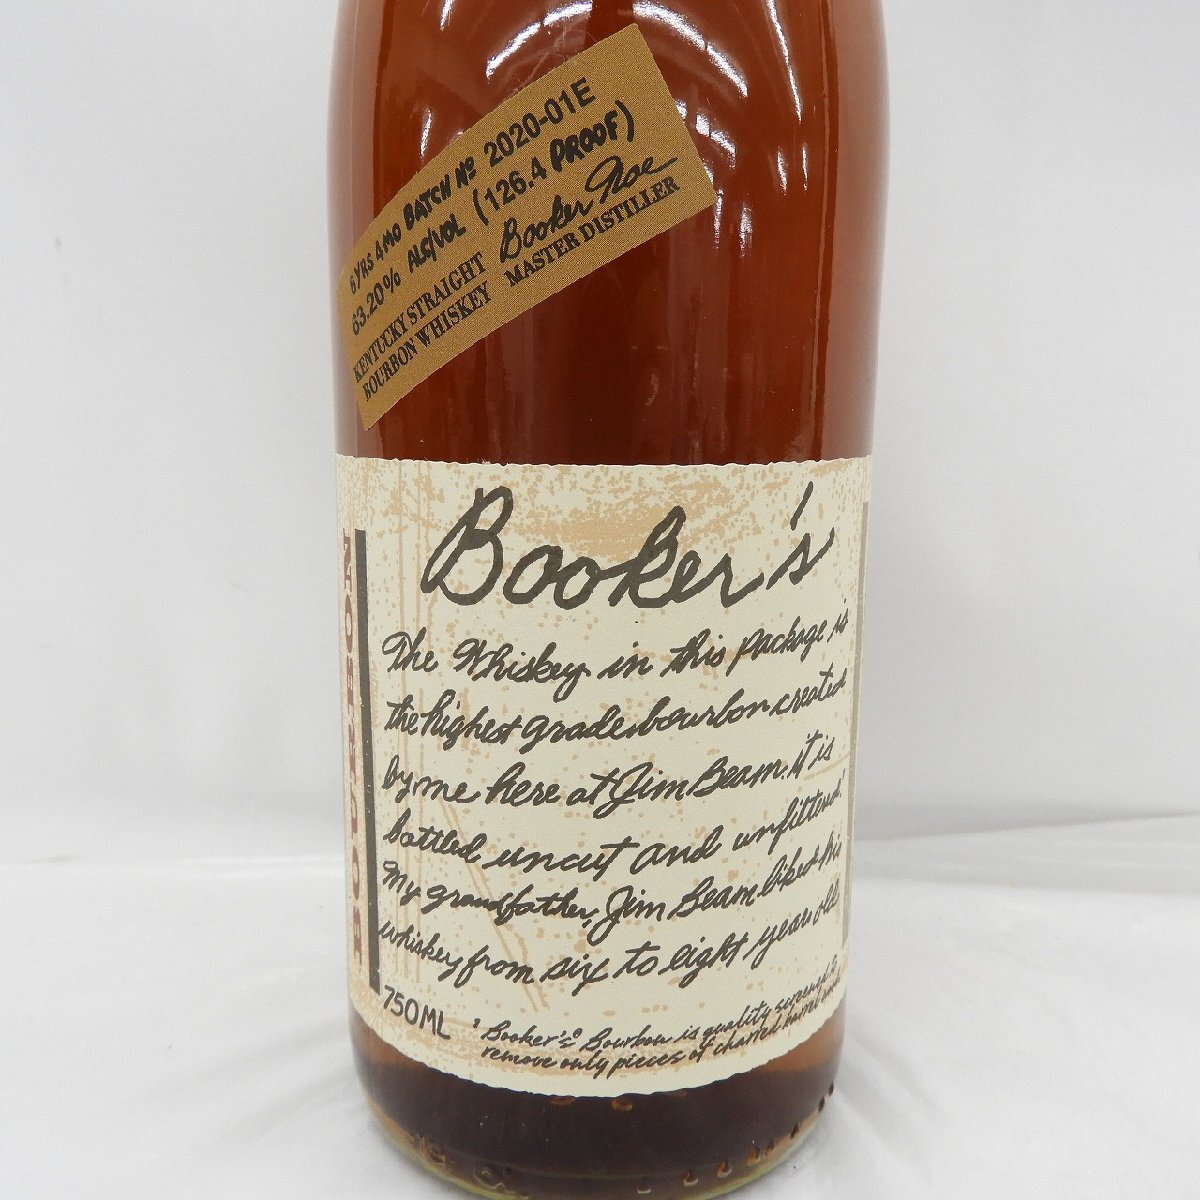 6 YRS 4 MO BATCH Nº 2020-01E
63.20% ALC/VOL (126.4 PROOF)
KENTUCKY STRAIGHT
BOURBON WHISKEY
Booker Noe
MASTER DISTILLER
Booker's
The Whiskey in this package is
the highest grade bourbon created
by me here at Jim Beam. it is
bottled uncut and unfiltered.¹
My grandfather, Jim Beam liked his
whiskey from six to eight years old
750ML
¹ Booker's® Bourbon is quality screened to
remove only pieces of charred barrel wood.